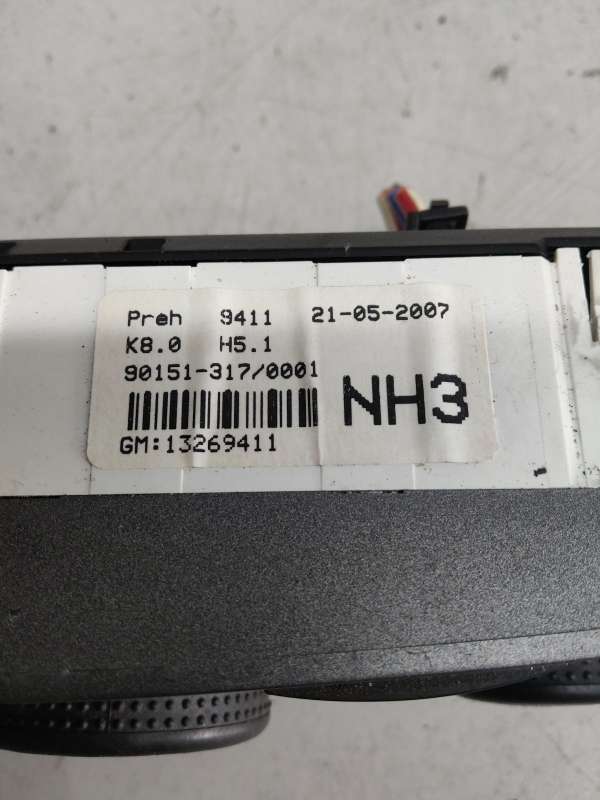 Preh 9411 21-05-2007
K8.0 H5.1
90151-317/0001
NH3
GM:13269411